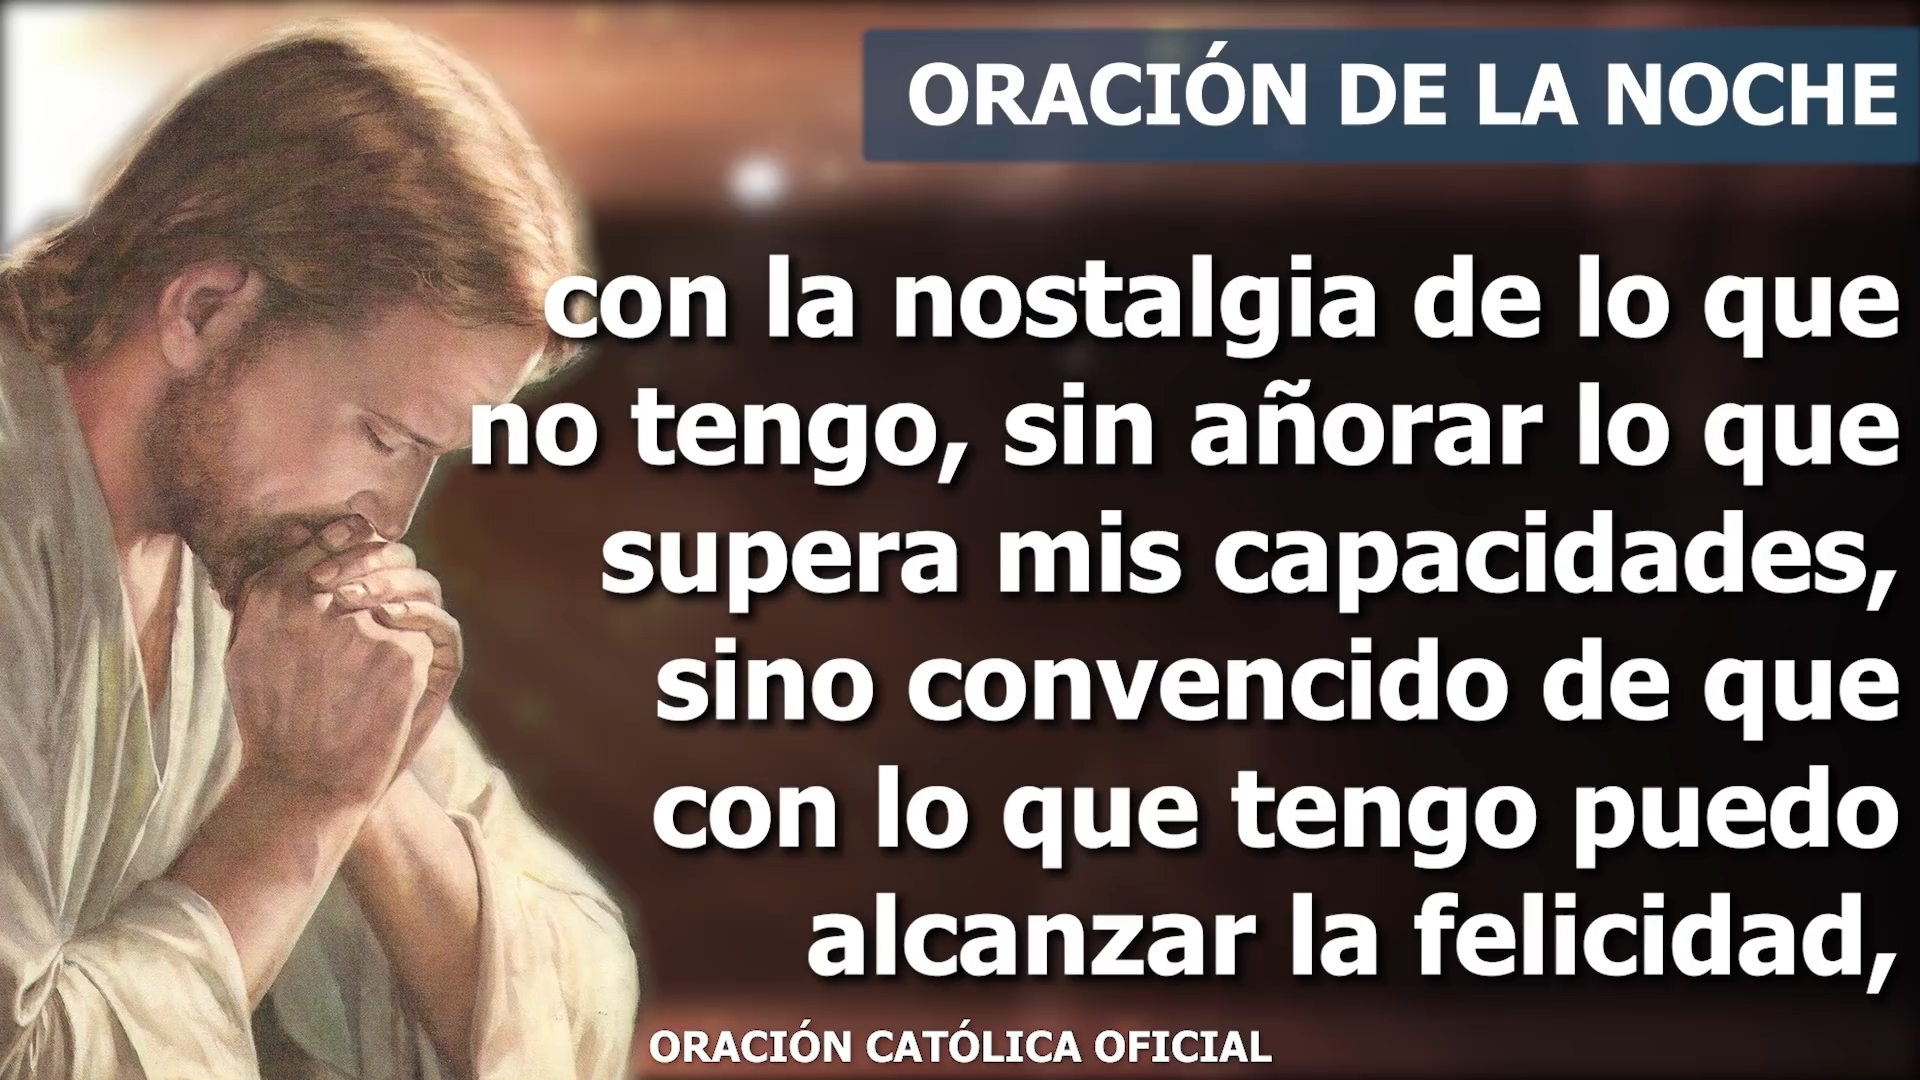 ORACIÓN DE LA NOCHE
con la nostalgia de lo que
no tengo, sin añorar lo que
supera mis capacidades,
sino convencido de que
con lo que tengo puedo
alcanzar la felicidad,
ORACIÓN CATÓLICA OFICIAL